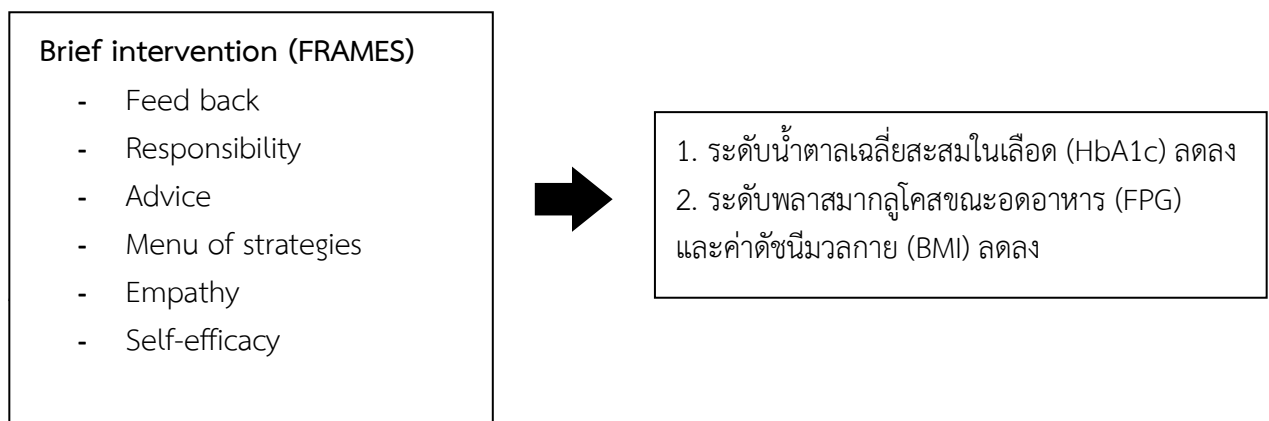 Brief intervention (FRAMES)
- Feed back
- Responsibility
- Advice
- Menu of strategies
- Empathy
- Self-efficacy
1. ระดับน้ำตาลเฉลี่ยสะสมในเลือด (HbA1c) ลดลง
2. ระดับพลาสมากลูโคสขณะอดอาหาร (FPG)
และค่าดัชนีมวลกาย (BMI) ลดลง